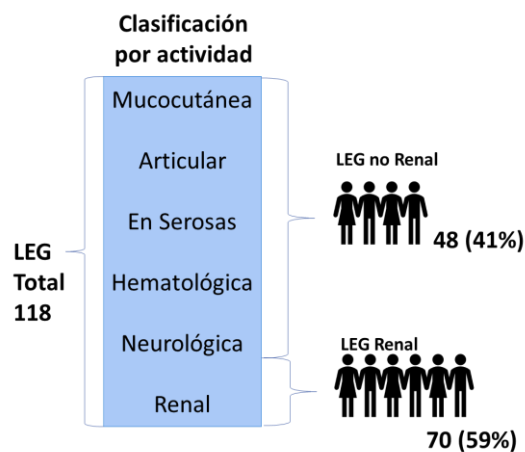 Clasificación
por actividad
Mucocutánea
Articular
En Serosas
Hematológica
Neurológica
Renal
LEG
Total
118
LEG no Renal
48 (41%)
LEG Renal
70 (59%)